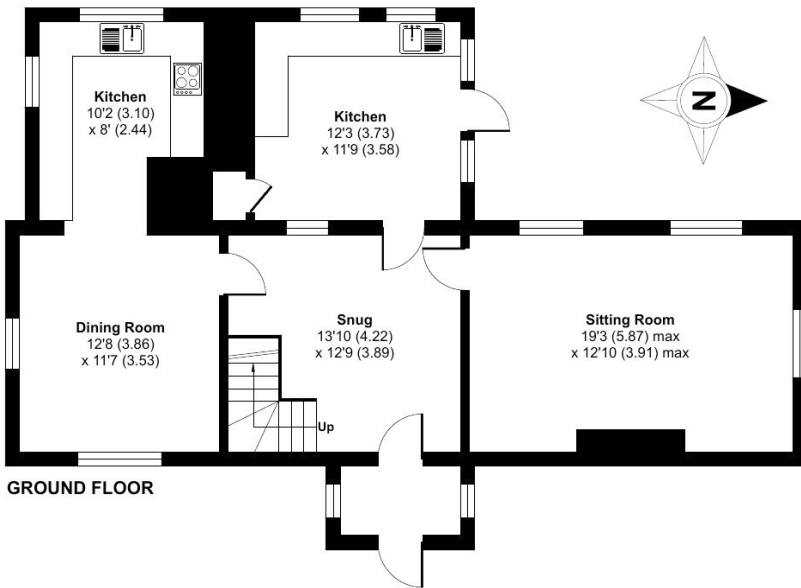 Kitchen
10'2 (3.10)
x 8' (2.44)
Kitchen
12'3 (3.73)
x 11'9 (3.58)
N
Dining Room
12'8 (3.86)
x 11'7 (3.53)
Snug
13'10 (4.22)
x 12'9 (3.89)
Sitting Room
19'3 (5.87) max
x 12'10 (3.91) max
Up
GROUND FLOOR